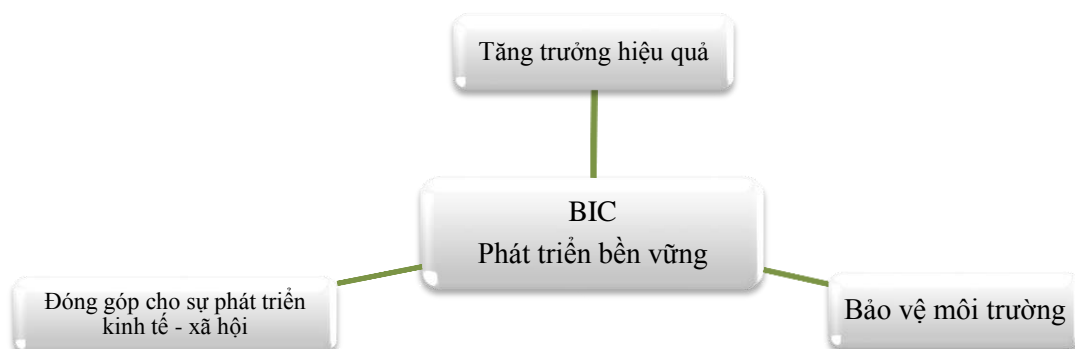 Tăng trưởng hiệu quả
BIC
Phát triển bền vững
Đóng góp cho sự phát triển
kinh tế - xã hội
Bảo vệ môi trường